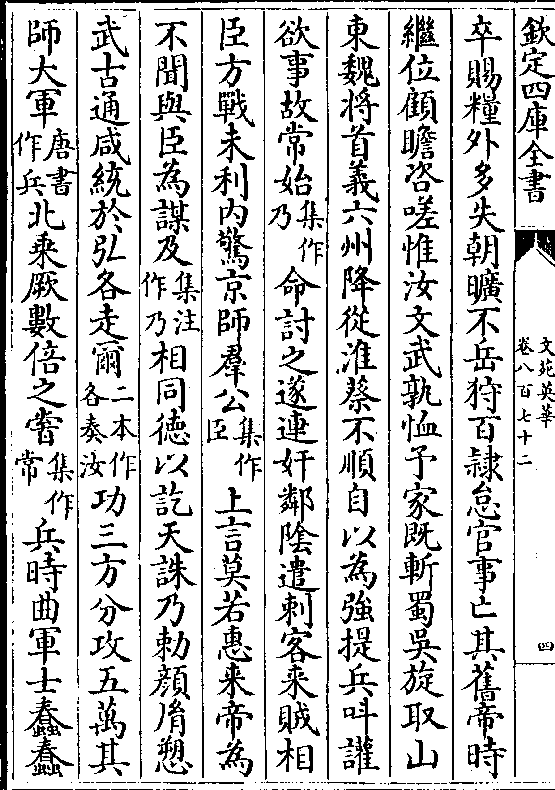 欽定四庫全書
文苑英華
卷八百七十二
四
卒賜糧外多失朝曠不岳狩百隷怠官事亡其舊帝時
繼位顧瞻咨嗟惟汝文武孰恤予家既斬蜀吳旋取山
東魏将首義六州降從淮蔡不順自以為強提兵叫讙
欲事故常始集作乃命討之遂連奸鄰陰遣刺客来賊相
臣方戰未利内驚京師羣公集作臣上言莫若惠来帝為
不聞與臣為謀及集注作乃相同德以訖天誅乃勅顔胥愬
武古通咸統於弘各走爾二本作各奏汝功三方分攻五萬其
師大軍唐書作兵北乘厥數倍之甞集作常兵時曲軍士蠢蠢